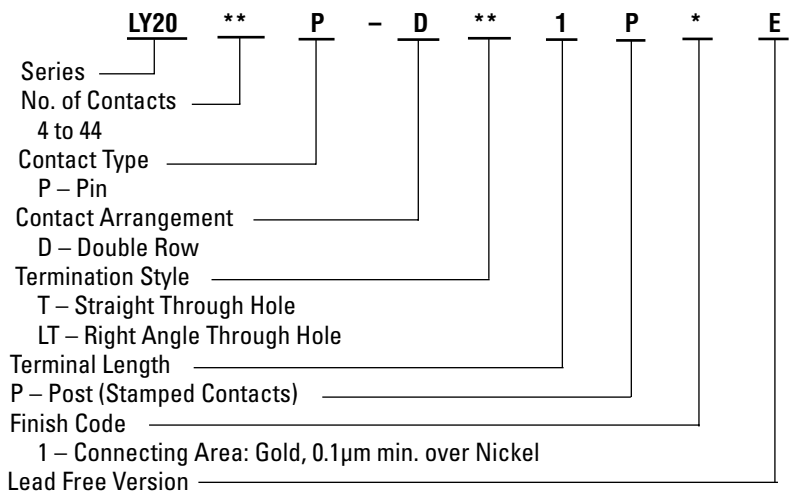 LY20 ** P – D ** 1 P * E
Series
No. of Contacts
4 to 44
Contact Type
P – Pin
Contact Arrangement
D – Double Row
Termination Style
T – Straight Through Hole
LT – Right Angle Through Hole
Terminal Length
P – Post (Stamped Contacts)
Finish Code
1 – Connecting Area: Gold, 0.1µm min. over Nickel
Lead Free Version